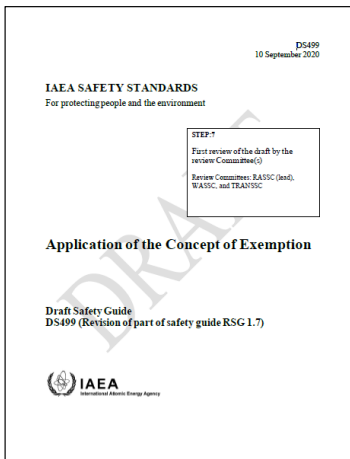 DS499
10 September 2020
IAEA SAFETY STANDARDS
For protecting people and the environment
STEP:7
First review of the draft by the
review Committee(s)
Review Committees: RASSC (lead),
WASSC, and TRANSSC
DRAFT
Application of the Concept of Exemption
Draft Safety Guide
DS499 (Revision of part of safety guide RSG 1.7)
IAEA
International Atomic Energy Agency